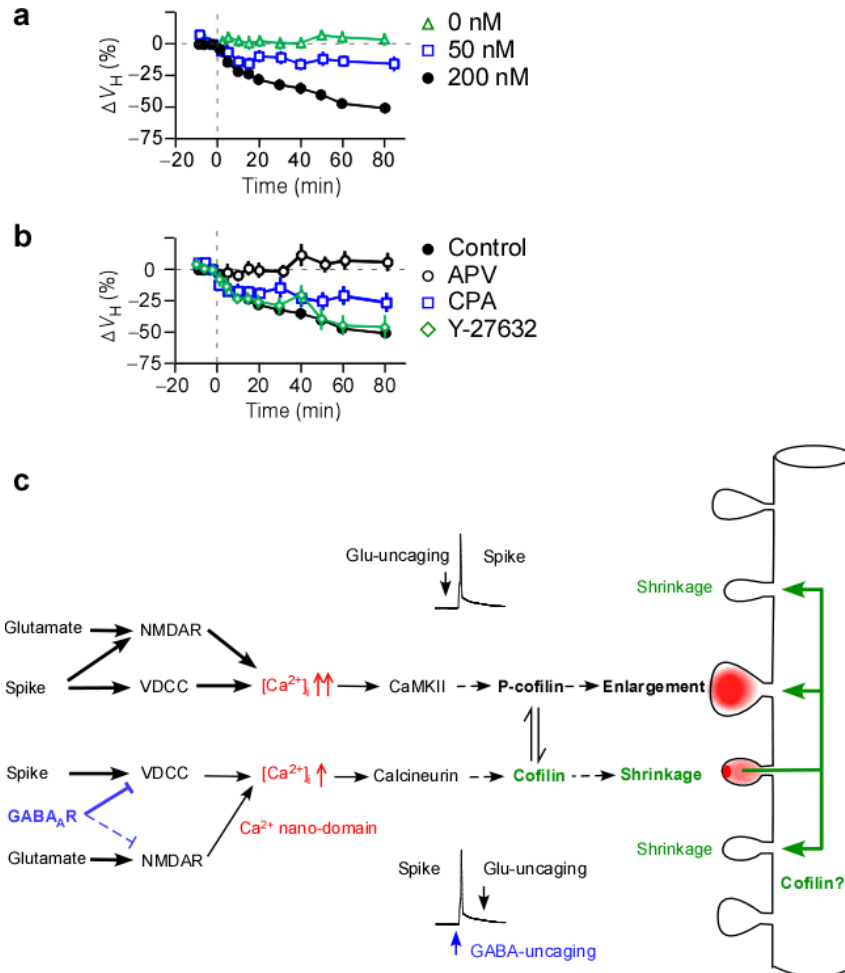 a
0 nM
50 nM
200 nM
ΔV_H (%)
0
−25
−50
−75
−20 0 20 40 60 80
Time (min)
b
Control
APV
CPA
Y-27632
ΔV_H (%)
0
−25
−50
−75
−20 0 20 40 60 80
Time (min)
c
Glu-uncaging Spike
Shrinkage
Glutamate NMDAR
Spike VDCC [Ca²⁺]ᵢ CaMKII P-cofilin Enlargement
Spike VDCC [Ca²⁺]ᵢ Calcineurin Cofilin Shrinkage
GABA_AR
Ca²⁺ nano-domain
Glutamate NMDAR
Shrinkage
Spike Glu-uncaging
Cofilin?
GABA-uncaging